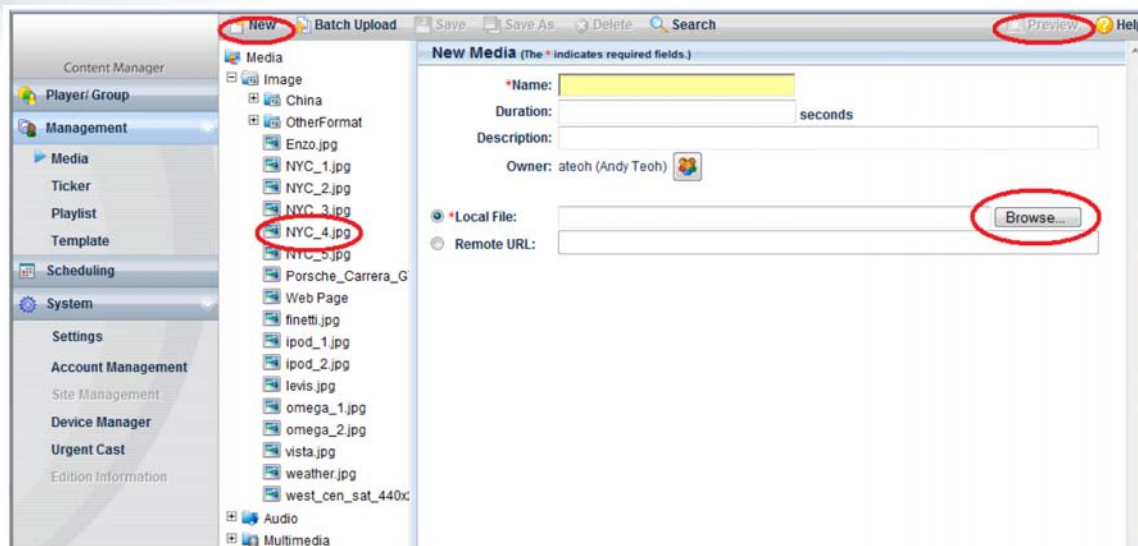 New Batch Upload Save Save As Delete Search Preview Help
Content Manager
Player/ Group
Management
Media
Ticker
Playlist
Template
Scheduling
System
Settings
Account Management
Site Management
Device Manager
Urgent Cast
Edition Information
Media
Image
China
OtherFormat
Enzo.jpg
NYC_1.jpg
NYC_2.jpg
NYC_3.jpg
NYC_4.jpg
NYC_5.jpg
Porsche_Carrera_G
Web Page
finetti.jpg
ipod_1.jpg
ipod_2.jpg
levis.jpg
omega_1.jpg
omega_2.jpg
vista.jpg
weather.jpg
west_cen_sat_440x
Audio
Multimedia
New Media (The * indicates required fields.)
*Name:
Duration: seconds
Description:
Owner: ateoh (Andy Teoh)
*Local File: Browse...
Remote URL: